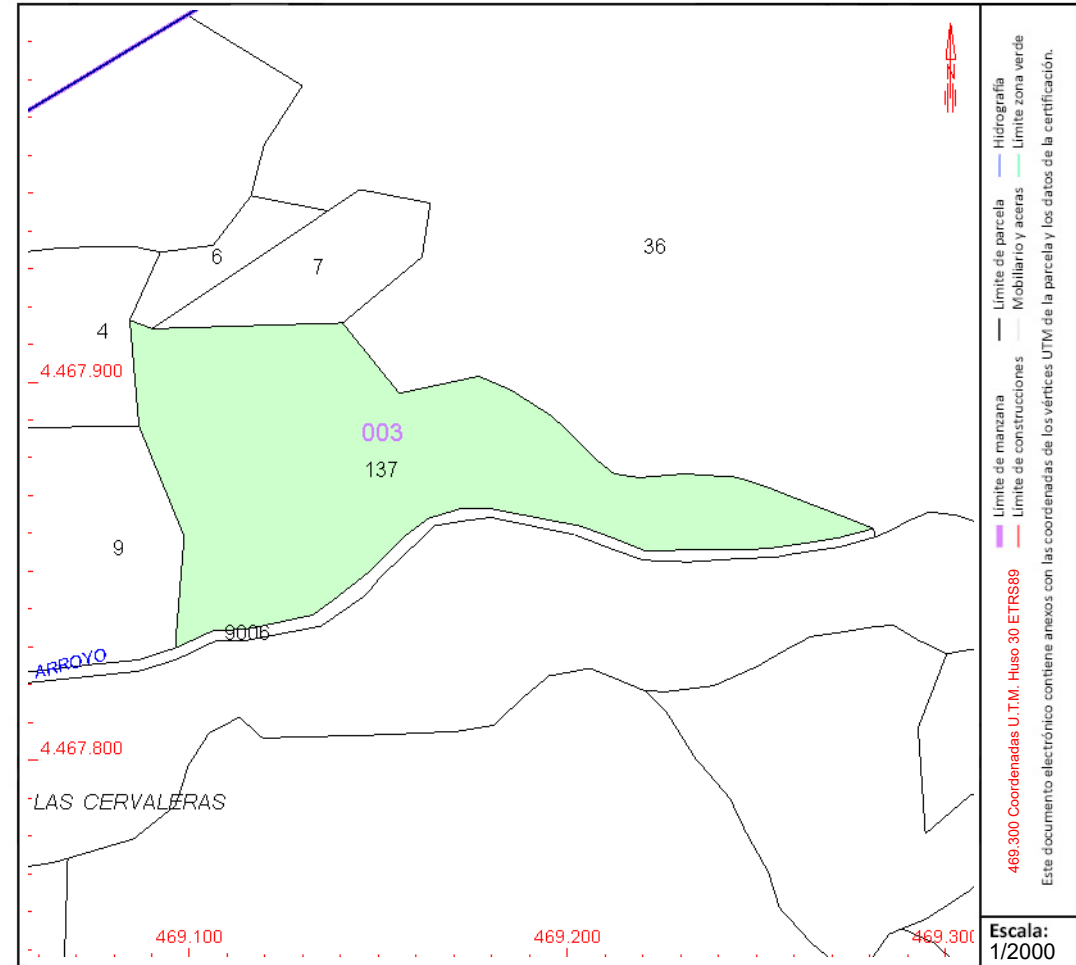 N
36
6
7
4
4.467.900
003
137
9
9006
ARROYO
4.467.800
LAS CERVALERAS
469.100
469.200
469.300
Límite de manzana
Límite de parcela
Hidrografía
Límite de construcciones
Mobiliario y aceras
Límite zona verde
469.300 Coordenadas U.T.M. Huso 30 ETRS89
Este documento electrónico contiene anexos con las coordenadas de los vértices UTM de la parcela y los datos de la certificación.
Escala:
1/2000